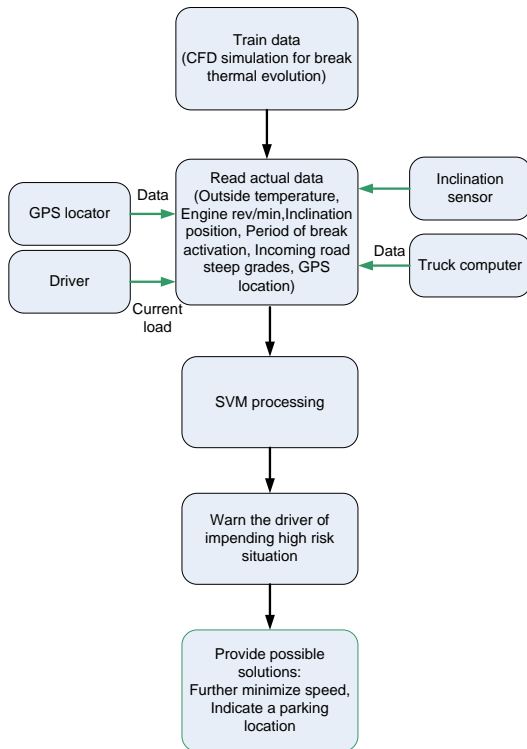 Train data
(CFD simulation for break
thermal evolution)
Read actual data
(Outside temperature,
Engine rev/min,Inclination
position, Period of break
activation, Incoming road
steep grades, GPS
location)
GPS locator
Data
Driver
Current
load
Inclination
sensor
Data
Truck computer
SVM processing
Warn the driver of
impending high risk
situation
Provide possible
solutions:
Further minimize speed,
Indicate a parking
location